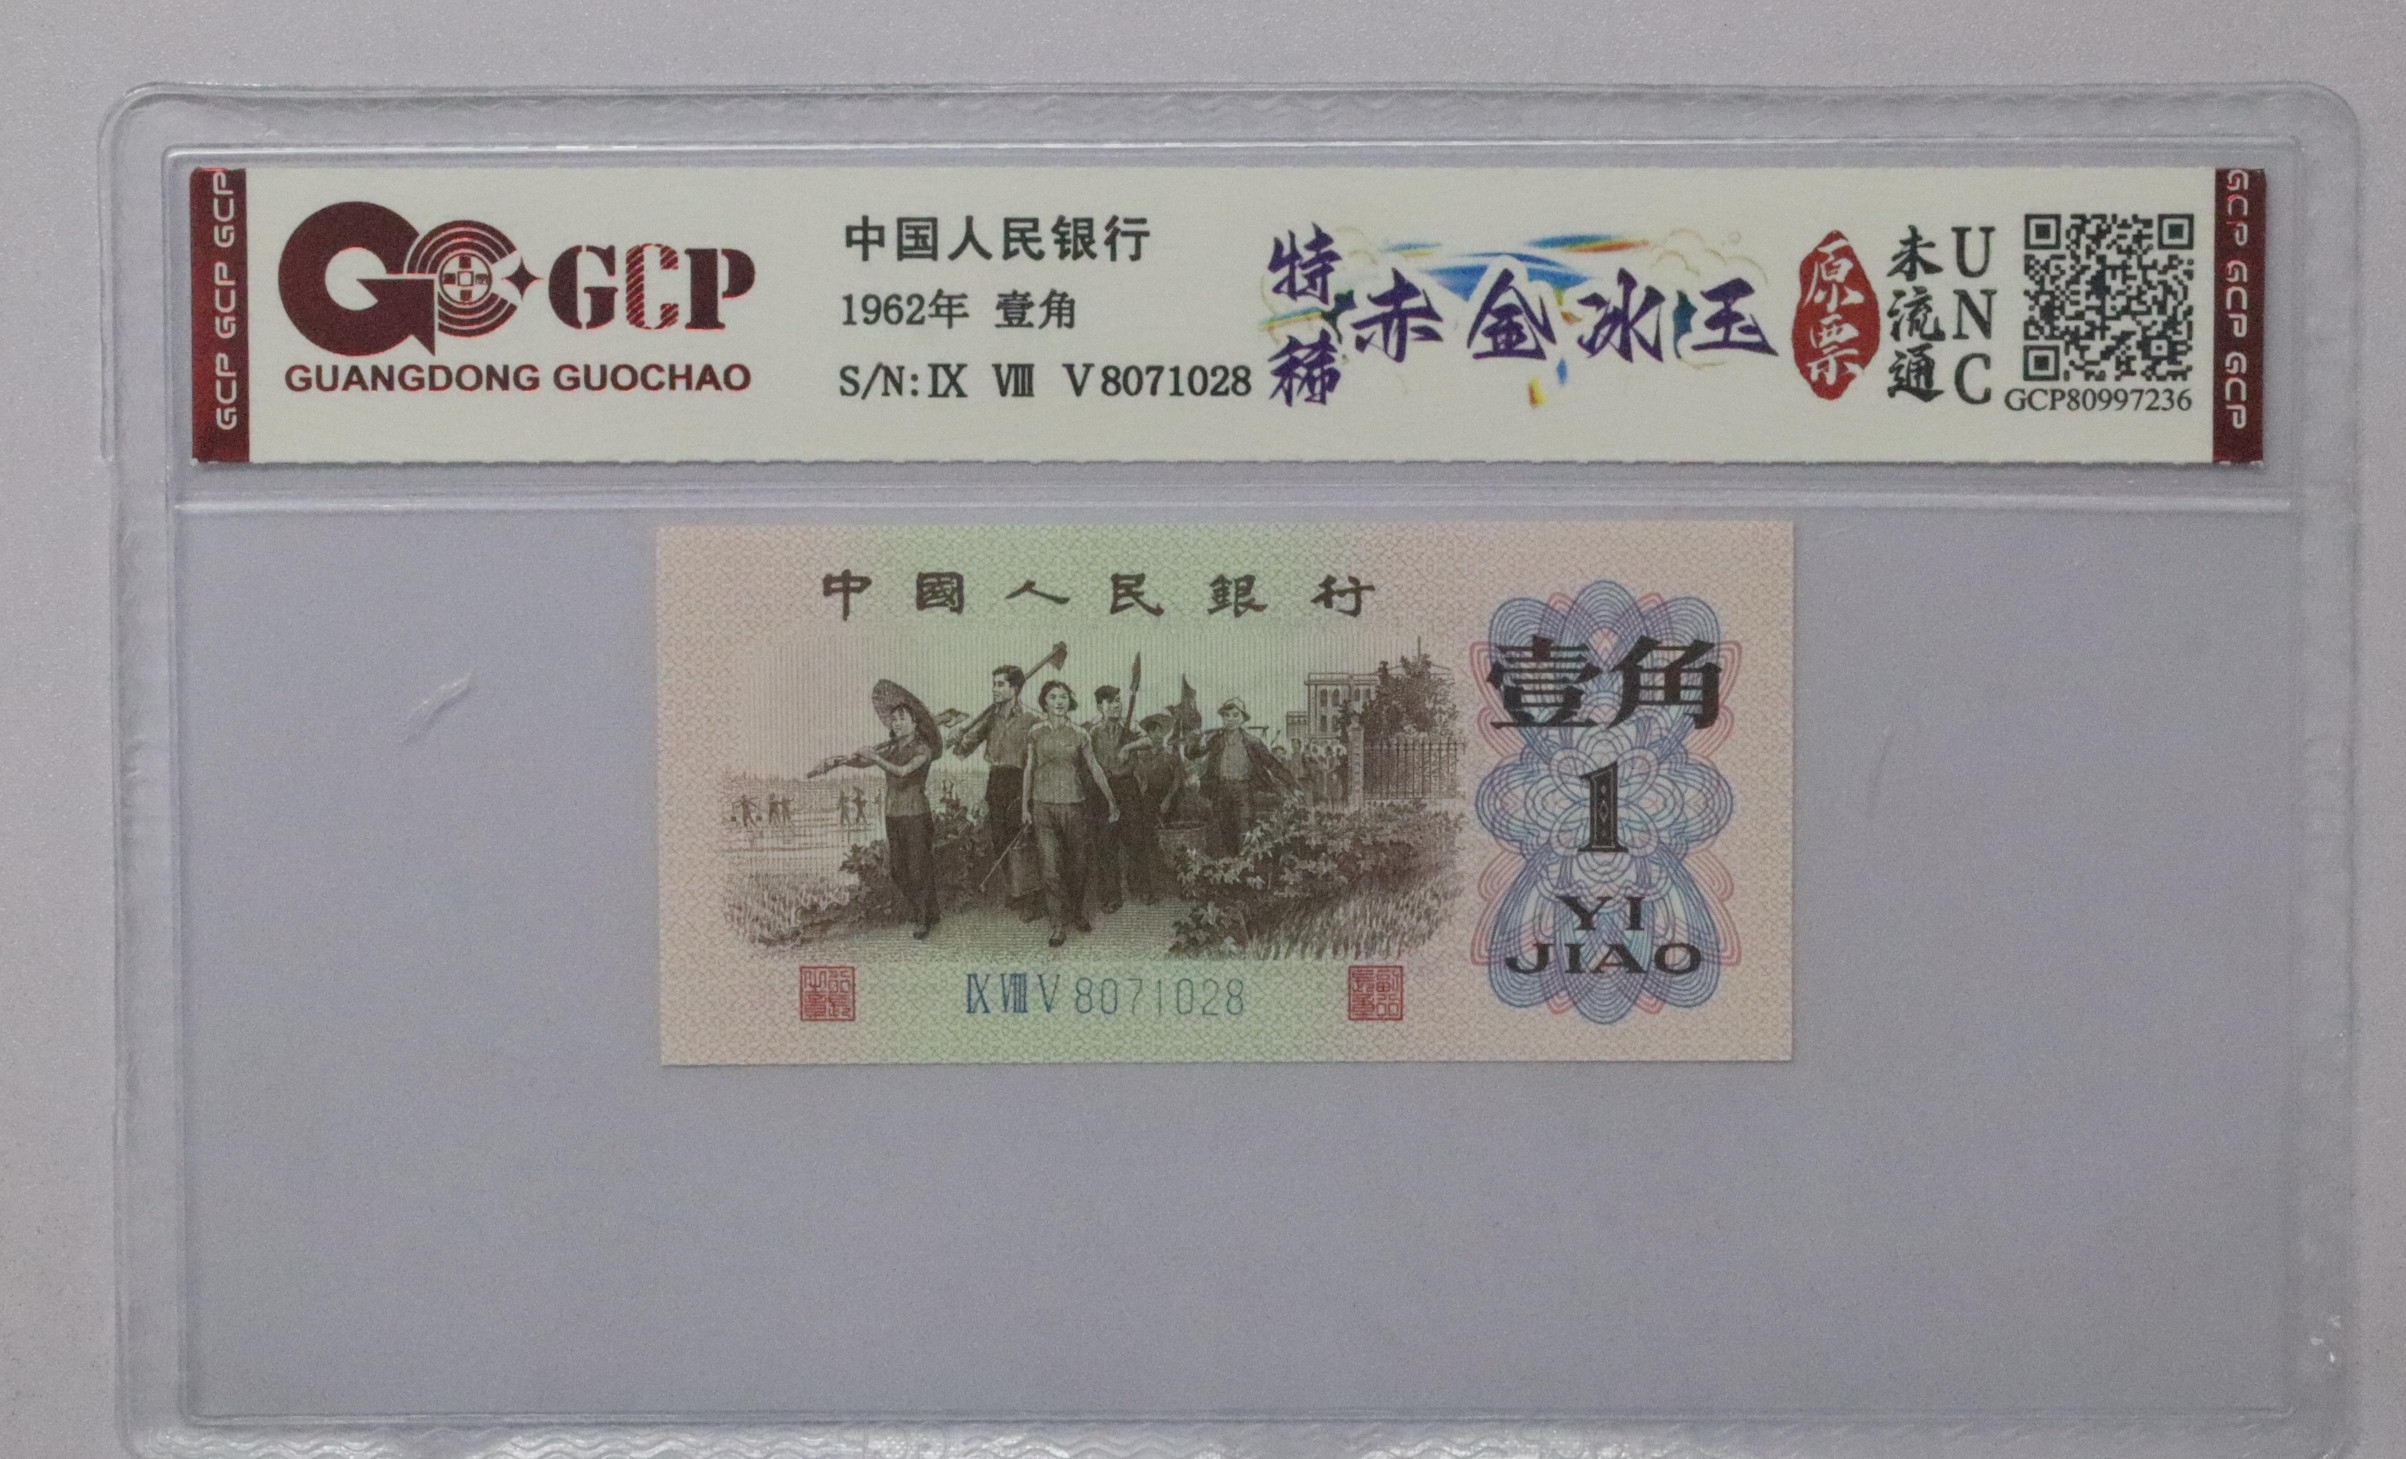 GCP GCP GCP
GCP
GUANGDONG GUOCHAO
中国人民银行
1962年 壹角
S/N:Ⅸ Ⅷ Ⅴ8071028
特稀
赤金冰玉
原票
未流通
UNC
GCP80997236
GCP GCP GCP
中國人民銀行
壹角
1
YI
JIAO
Ⅸ Ⅷ Ⅴ 8071028